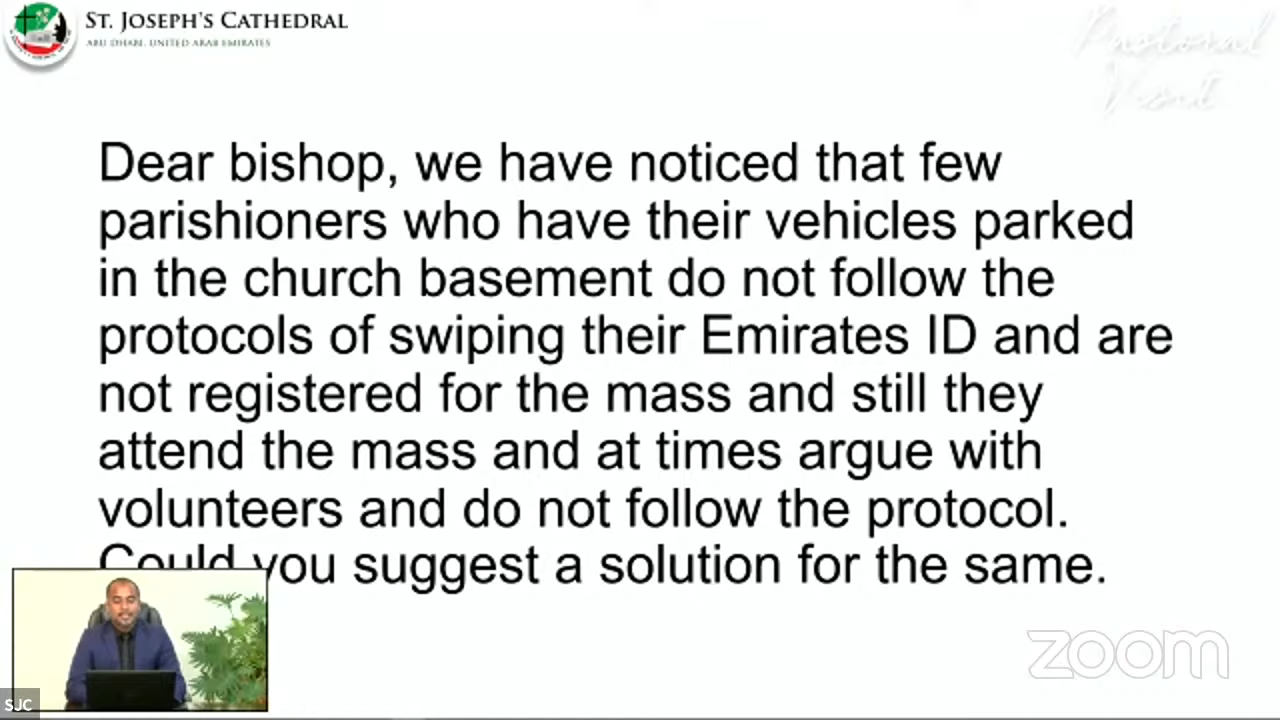 ST. JOSEPH'S CATHEDRAL
ABU DHABI, UNITED ARAB EMIRATES
Pastoral
Visit
Dear bishop, we have noticed that few
parishioners who have their vehicles parked
in the church basement do not follow the
protocols of swiping their Emirates ID and are
not registered for the mass and still they
attend the mass and at times argue with
volunteers and do not follow the protocol.
Could you suggest a solution for the same.
zoom
SJC